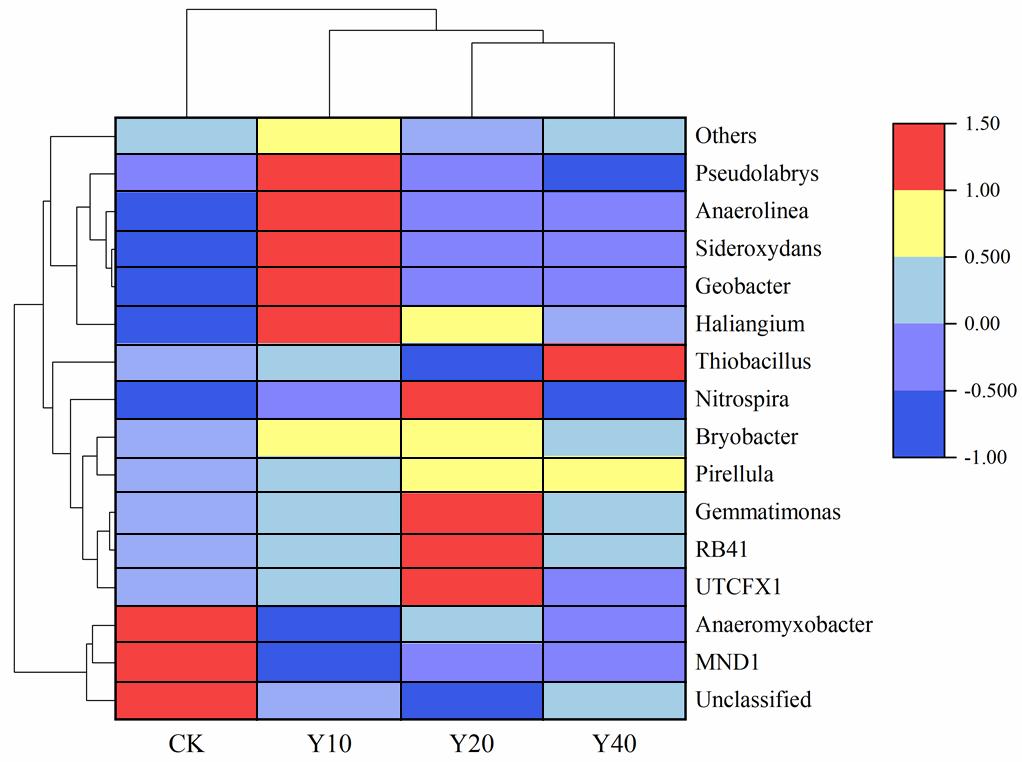 Others
Pseudolabrys
Anaerolinea
Sideroxydans
Geobacter
Haliangium
Thiobacillus
Nitrospira
Bryobacter
Pirellula
Gemmatimonas
RB41
UTCFX1
Anaeromyxobacter
MND1
Unclassified
CK Y10 Y20 Y40
1.50
1.00
0.500
0.00
-0.500
-1.00